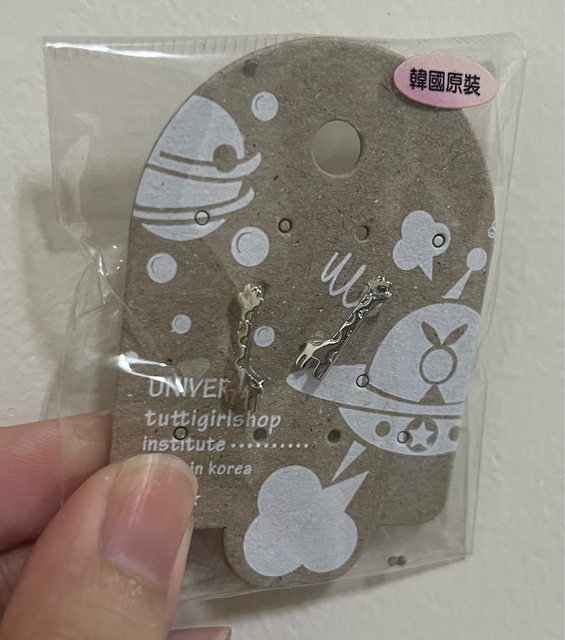 韓國原裝
UNIVER
tuttigirlshop
institute ··········
in korea